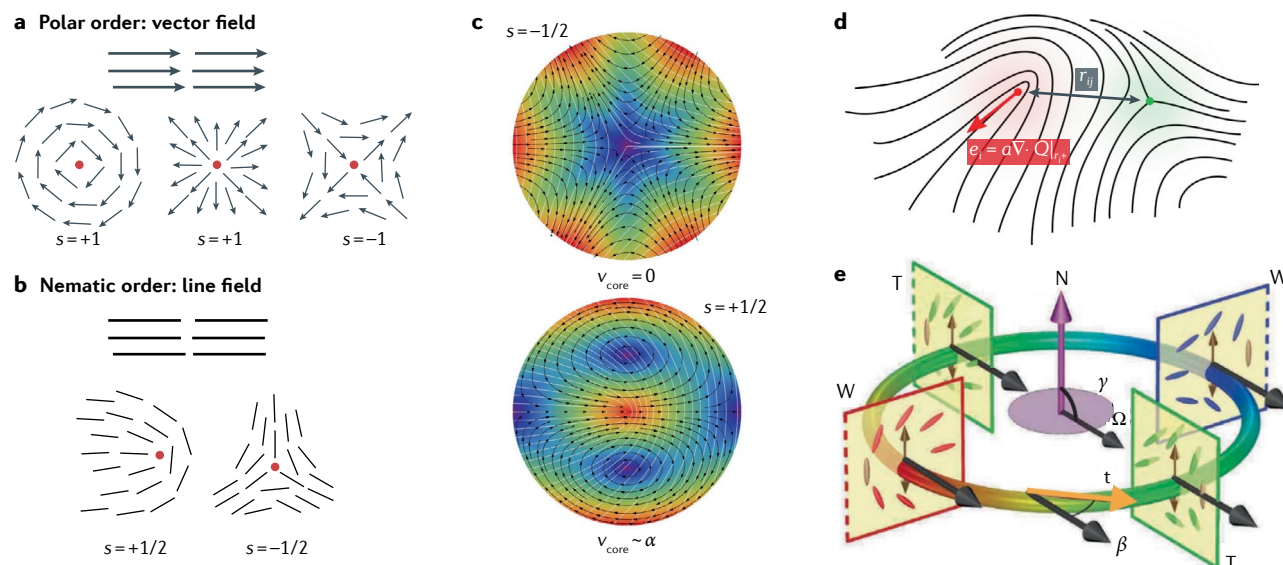 a Polar order: vector field
s = +1
s = +1
s = −1
b Nematic order: line field
s = +1/2
s = −1/2
c
s = −1/2
v_core = 0
s = +1/2
v_core ~ α
d
r_ij
e_i = a∇· Q|_{r_i^+}
e
T
N
W
W
γ
Ω
t
β
T